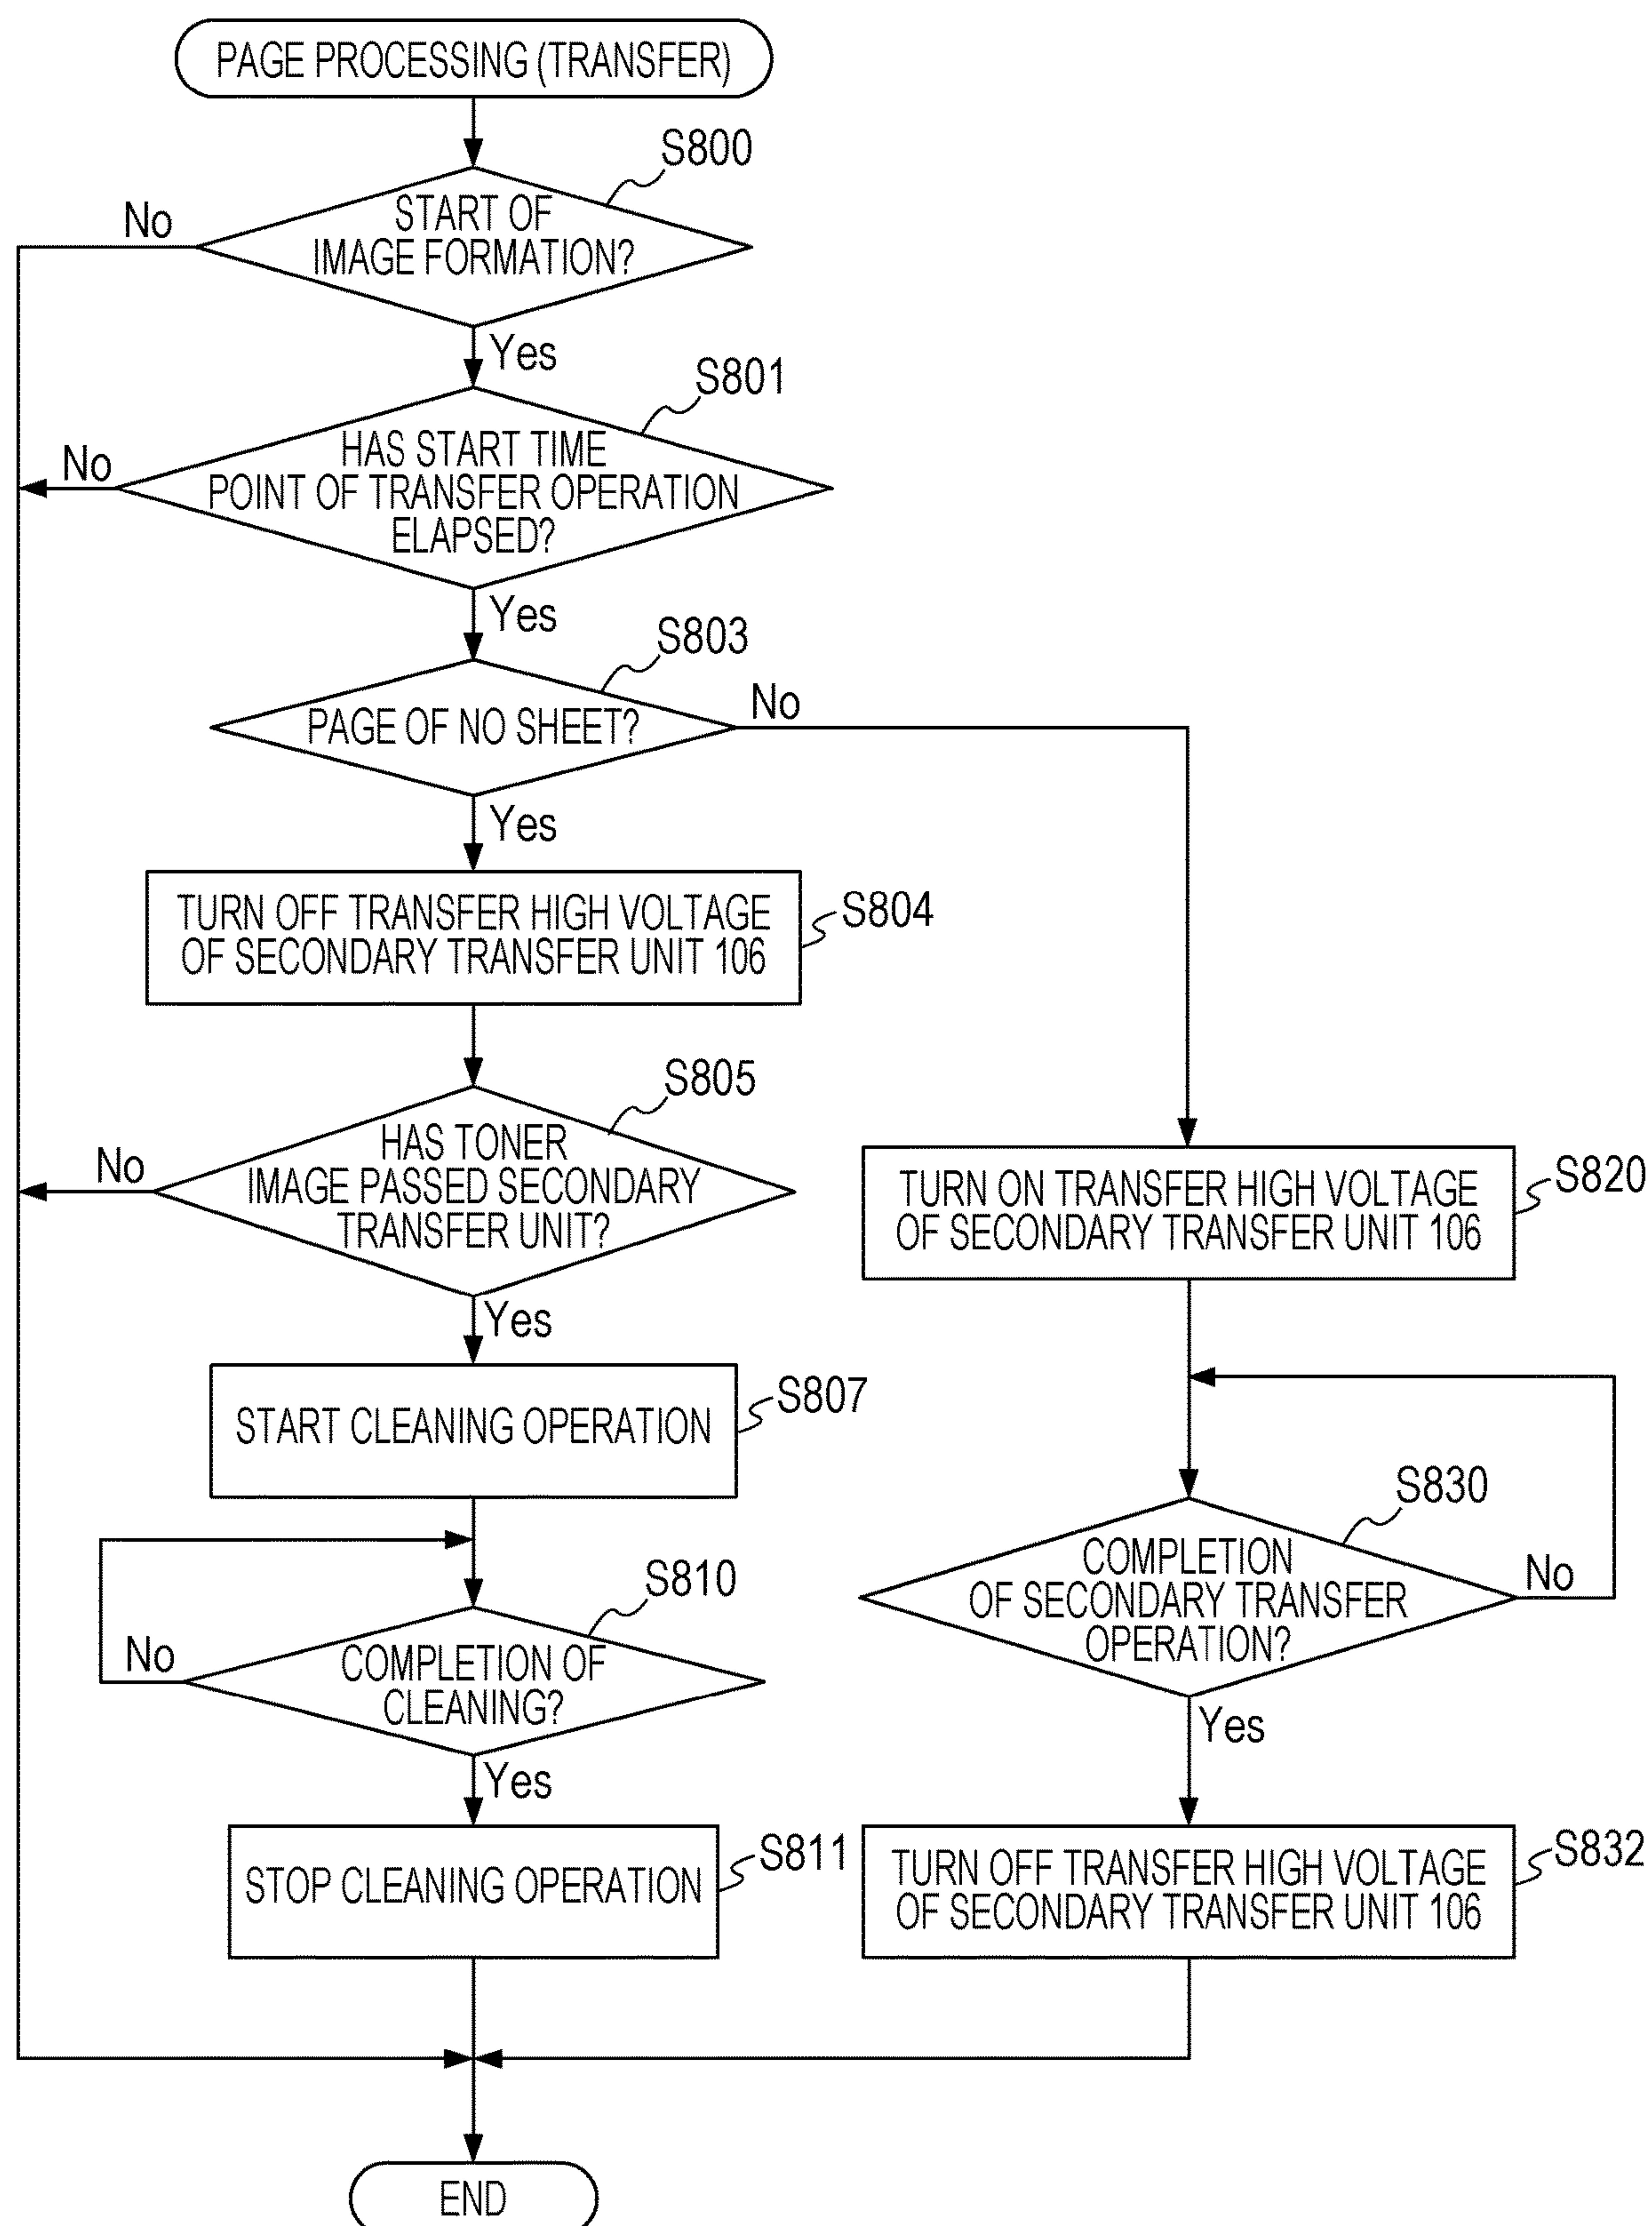 PAGE PROCESSING (TRANSFER)
S800
START OF
IMAGE FORMATION?
No
Yes
S801
HAS START TIME
POINT OF TRANSFER OPERATION
ELAPSED?
No
Yes
S803
PAGE OF NO SHEET?
No
Yes
TURN OFF TRANSFER HIGH VOLTAGE
OF SECONDARY TRANSFER UNIT 106
S804
S805
HAS TONER
IMAGE PASSED SECONDARY
TRANSFER UNIT?
No
Yes
TURN ON TRANSFER HIGH VOLTAGE
OF SECONDARY TRANSFER UNIT 106
S820
START CLEANING OPERATION
S807
S830
COMPLETION
OF SECONDARY TRANSFER
OPERATION?
No
Yes
S810
COMPLETION OF
CLEANING?
No
Yes
STOP CLEANING OPERATION
S811
TURN OFF TRANSFER HIGH VOLTAGE
OF SECONDARY TRANSFER UNIT 106
S832
END